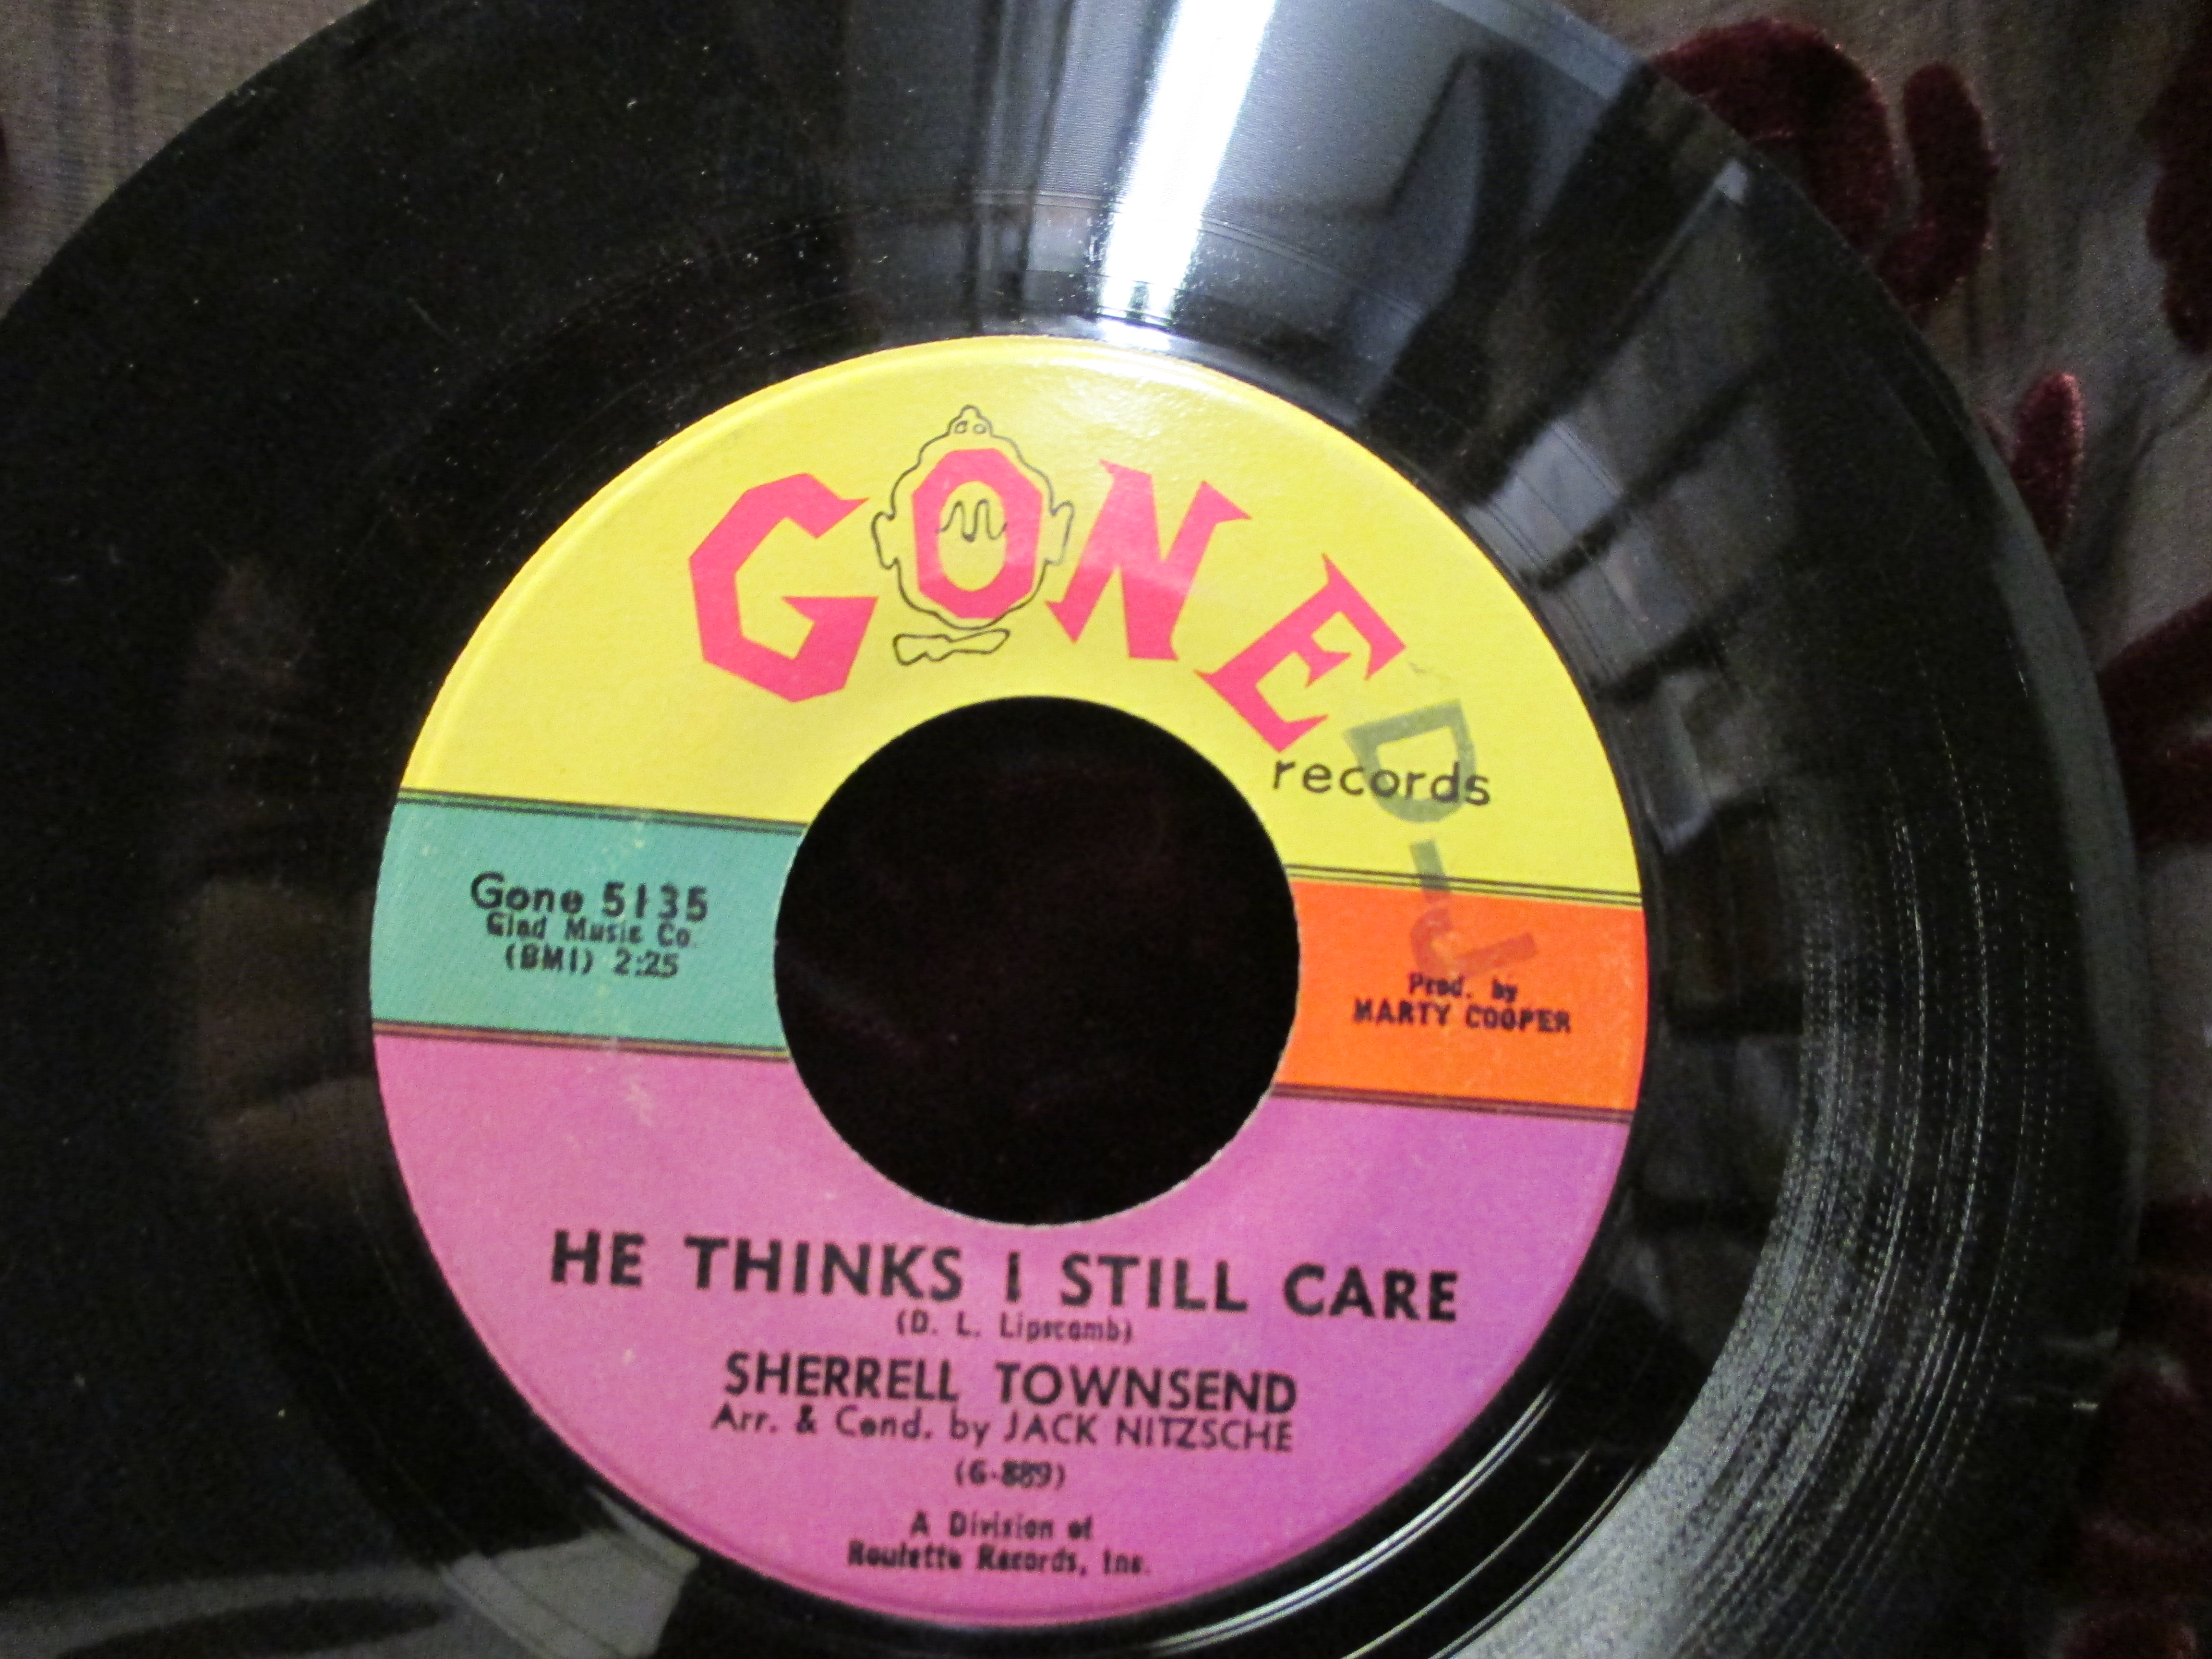 GONE
records
D-J
Gone 5135
Glad Music Co.
(BMI) 2:25
Prod. by
MARTY COOPER
HE THINKS I STILL CARE
(D. L. Lipscomb)
SHERRELL TOWNSEND
Arr. & Cond. by JACK NITZSCHE
(G-889)
A Division of
Roulette Records, Inc.